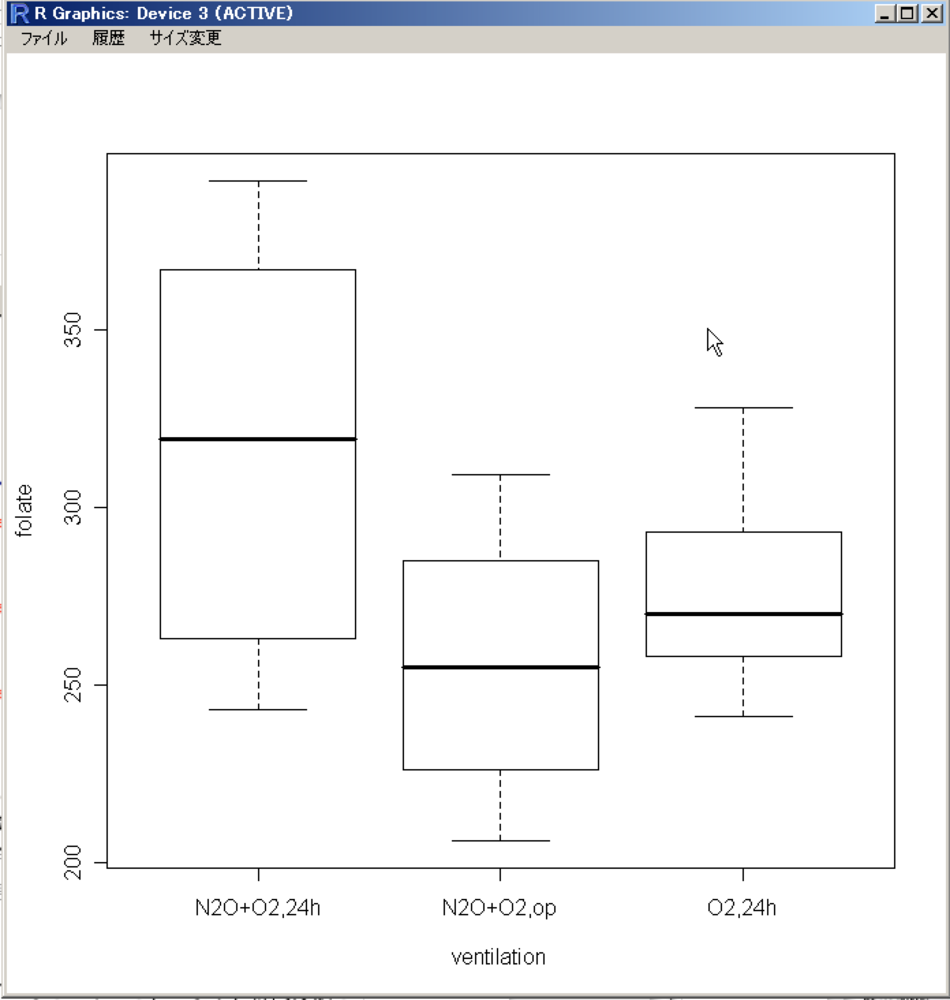 R Graphics: Device 3 (ACTIVE)
ファイル 履歴 サイズ変更
350
300
250
200
folate
N2O+O2,24h N2O+O2,op O2,24h
ventilation